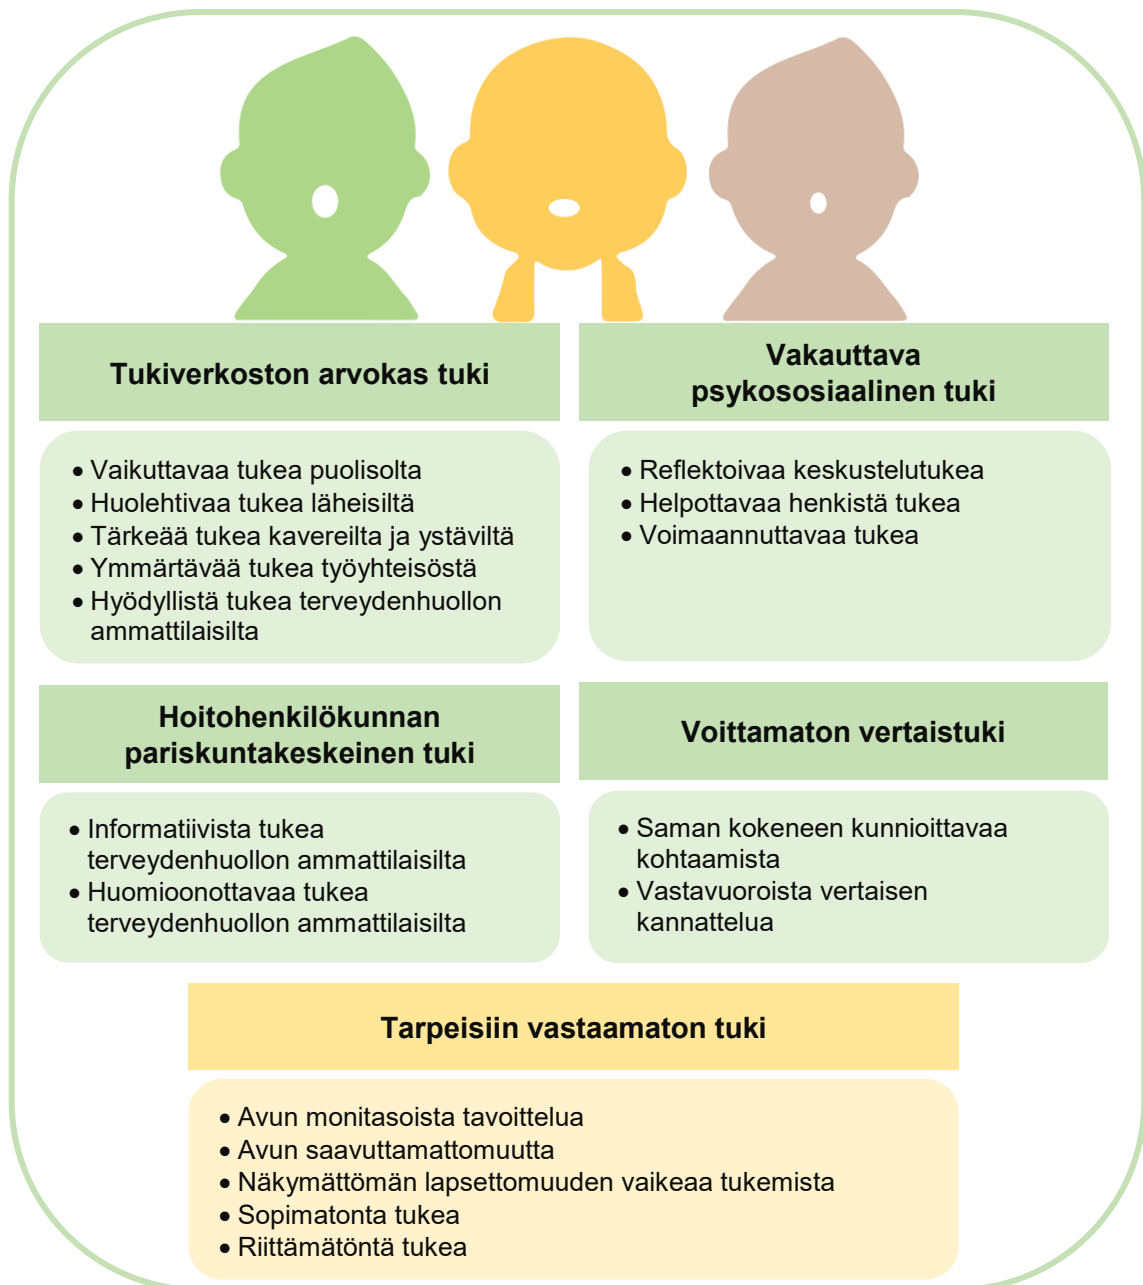 Tukiverkoston arvokas tuki
• Vaikuttavaa tukea puolisolta
• Huolehtivaa tukea läheisiltä
• Tärkeää tukea kavereilta ja ystäviltä
• Ymmärtävää tukea työyhteisöstä
• Hyödyllistä tukea terveydenhuollon
ammattilaisilta
Vakauttava
psykososiaalinen tuki
• Reflektoivaa keskustelutukea
• Helpottavaa henkistä tukea
• Voimaannuttavaa tukea
Hoitohenkilökunnan
pariskuntakeskeinen tuki
• Informatiivista tukea
terveydenhuollon ammattilaisilta
• Huomioonottavaa tukea
terveydenhuollon ammattilaisilta
Voittamaton vertaistuki
• Saman kokeneen kunnioittavaa
kohtaamista
• Vastavuoroista vertaisen
kannattelua
Tarpeisiin vastaamaton tuki
• Avun monitasoista tavoittelua
• Avun saavuttamattomuutta
• Näkymättömän lapsettomuuden vaikeaa tukemista
• Sopimatonta tukea
• Riittämätöntä tukea